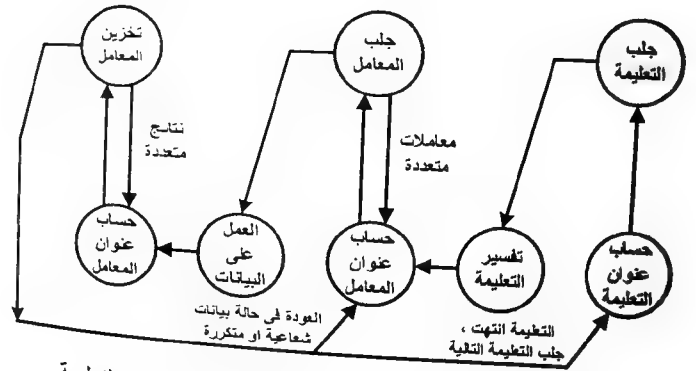 جلب
التعليمة
جلب
المعامل
تخزين
المعامل
معاملات
متعددة
نتائج
متعددة
حساب
عنوان
التعليمة
تفسير
التعليمة
حساب
عنوان
المعامل
العمل
على
البيانات
حساب
عنوان
المعامل
التعليمة انتهت ،
جلب التعليمة التالية
العودة في حالة بيانات
شعاعية او متكررة